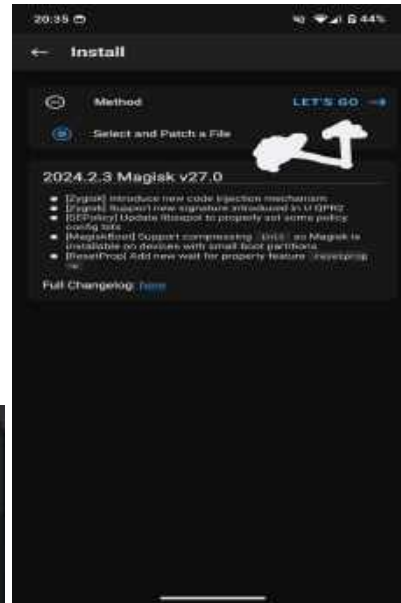 20:35
44%
← Install
Method
LET'S GO →
Select and Patch a File
2024.2.3 Magisk v27.0
[Zygisk] Introduce new code injection mechanism
[Zygisk] Support new signature introduced in U QPR2
[SEPolicy] Update libsepol to properly set some policy
config bits
[MagiskBoot] Support compressing init so Magisk is
installable on devices with small boot partitions
[ResetProp] Add new wait for property feature resetprop
-w
Full Changelog: here